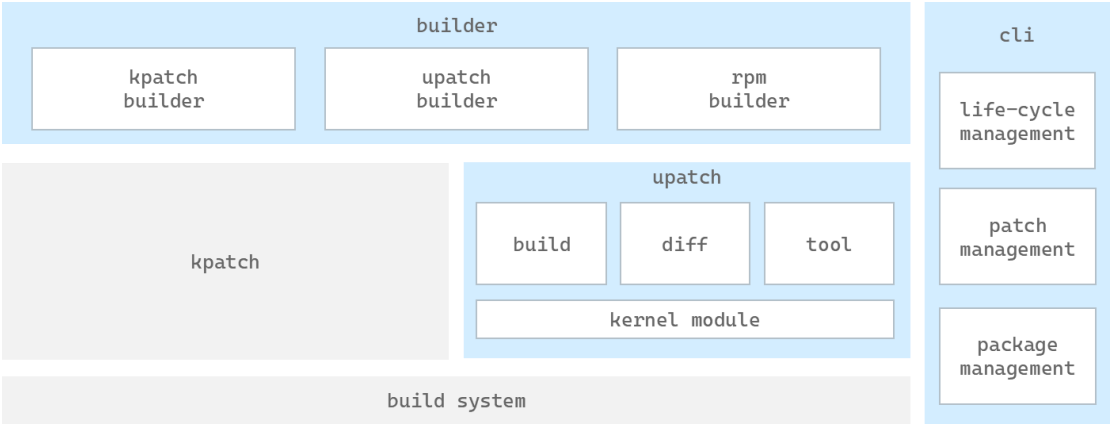 builder
kpatch
builder
upatch
builder
rpm
builder
kpatch
upatch
build
diff
tool
kernel module
build system
cli
life-cycle
management
patch
management
package
management